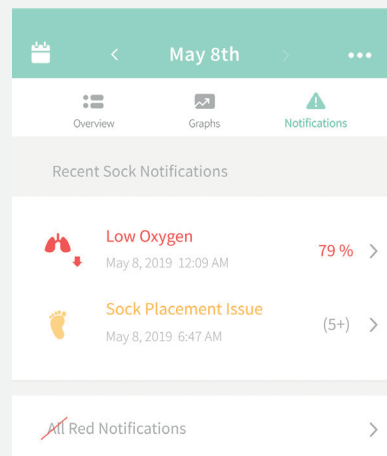 May 8th
Overview Graphs Notifications
Recent Sock Notifications
Low Oxygen
79 %
May 8, 2019 12:09 AM
Sock Placement Issue
(5+)
May 8, 2019 6:47 AM
All Red Notifications